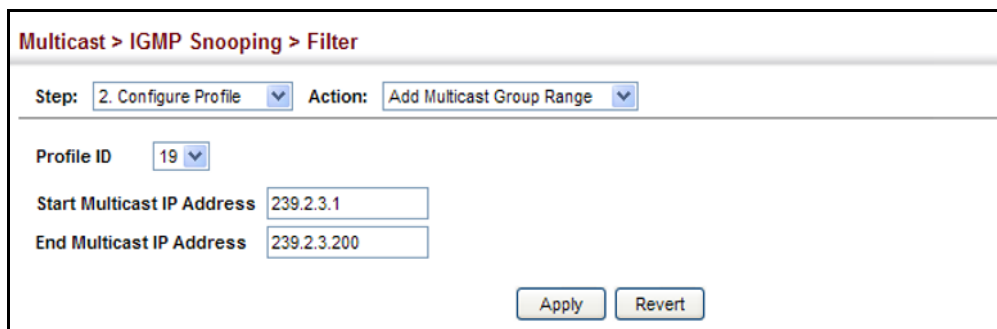 Multicast > IGMP Snooping > Filter
Step: 2. Configure Profile Action: Add Multicast Group Range
Profile ID 19
Start Multicast IP Address 239.2.3.1
End Multicast IP Address 239.2.3.200
Apply Revert